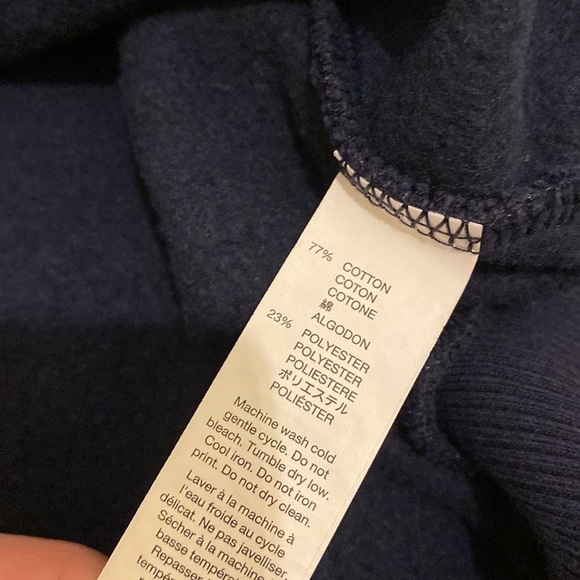 77% COTTON
COTON
COTONE
綿
ALGODON
23% POLYESTER
POLYESTER
POLIESTERE
ポリエステル
POLIÉSTER
Machine wash cold
gentle cycle. Do not
bleach. Tumble dry low.
Cool iron. Do not iron
print. Do not dry clean.
Laver à la machine à
l'eau froide au cycle
délicat. Ne pas javelliser.
Sécher à la machine à
basse température
Repasser